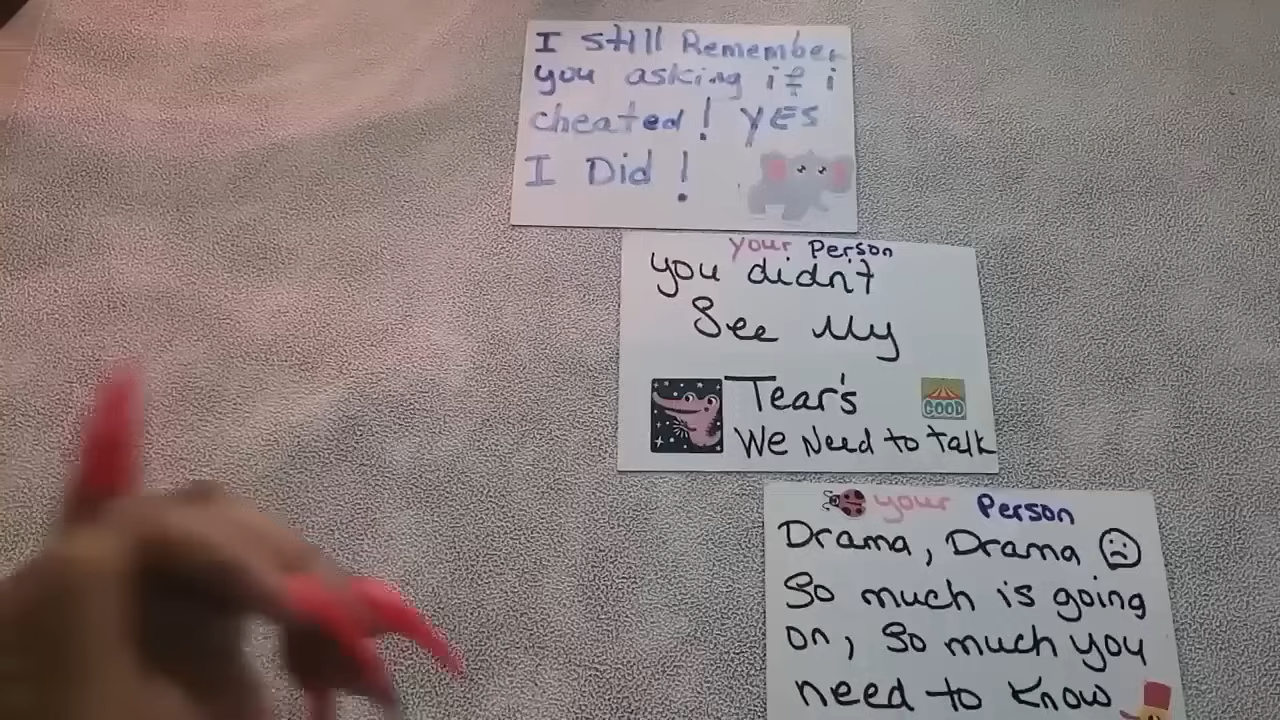 I still Remember
you asking if i
cheated! YES
I Did !
your Person
you didn't
See My
Tear's
GOOD
We Need to talk
your Person
Drama, Drama
So much is going
on, So much you
need to know